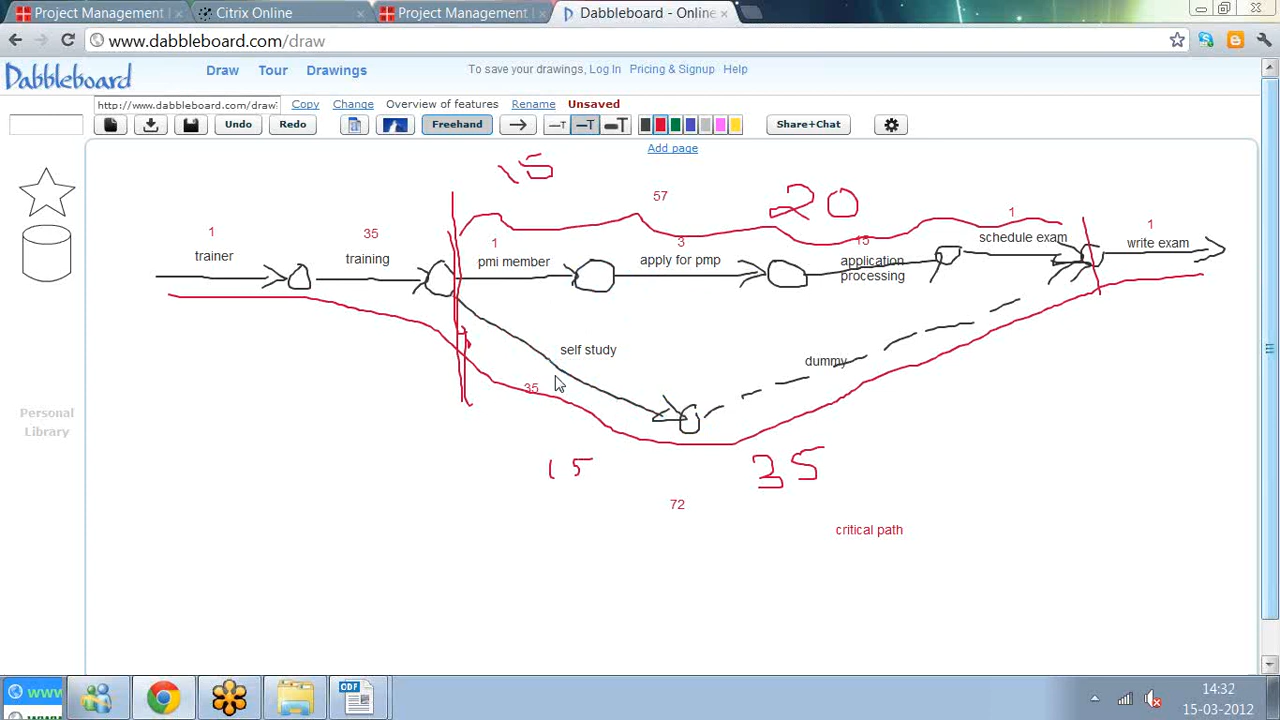 Project Management
Citrix Online
Project Management L
Dabbleboard - Online
www.dabbleboard.com/draw
Dabbleboard
Draw
Tour
Drawings
To save your drawings, Log In
Pricing & Signup
Help
http://www.dabbleboard.com/draw
Copy
Change
Overview of features
Rename
Unsaved
Undo
Redo
Freehand
T
T
T
Share+Chat
Add page
15
57
20
1
1
1
35
1
3
15
schedule exam
write exam
trainer
training
pmi member
apply for pmp
application
processing
self study
dummy
35
15
35
72
critical path
Personal
Library
www
CDF
14:32
15-03-2012